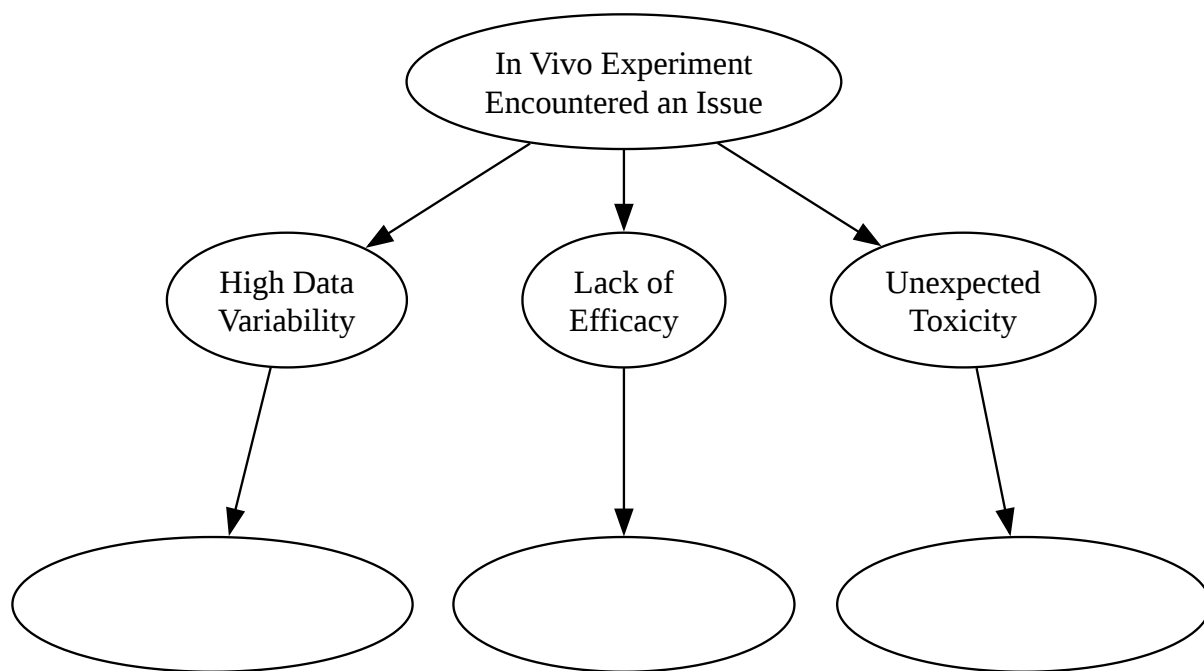 In Vivo Experiment
Encountered an Issue
High Data
Variability
Lack of
Efficacy
Unexpected
Toxicity